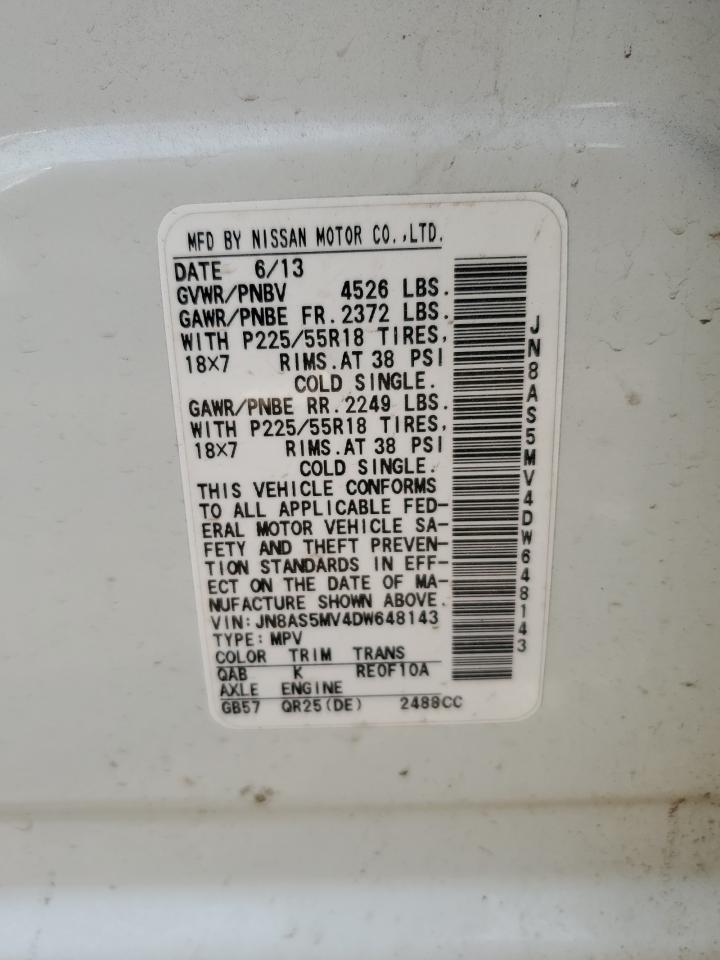 MFD BY NISSAN MOTOR CO.,LTD.
DATE 6/13
GVWR/PNBV 4526 LBS.
GAWR/PNBE FR. 2372 LBS.
WITH P225/55R18 TIRES,
18X7 RIMS.AT 38 PSI
COLD SINGLE.
GAWR/PNBE RR. 2249 LBS.
WITH P225/55R18 TIRES,
18X7 RIMS.AT 38 PSI
COLD SINGLE.
THIS VEHICLE CONFORMS
TO ALL APPLICABLE FED-
ERAL MOTOR VEHICLE SA-
FETY AND THEFT PREVEN-
TION STANDARDS IN EFF-
ECT ON THE DATE OF MA-
NUFACTURE SHOWN ABOVE.
VIN:JN8AS5MV4DW648143
TYPE:MPV
COLOR TRIM TRANS
QAB K RE0F10A
AXLE ENGINE
GB57 QR25(DE) 2488CC
JN8AS5MV4DW648143